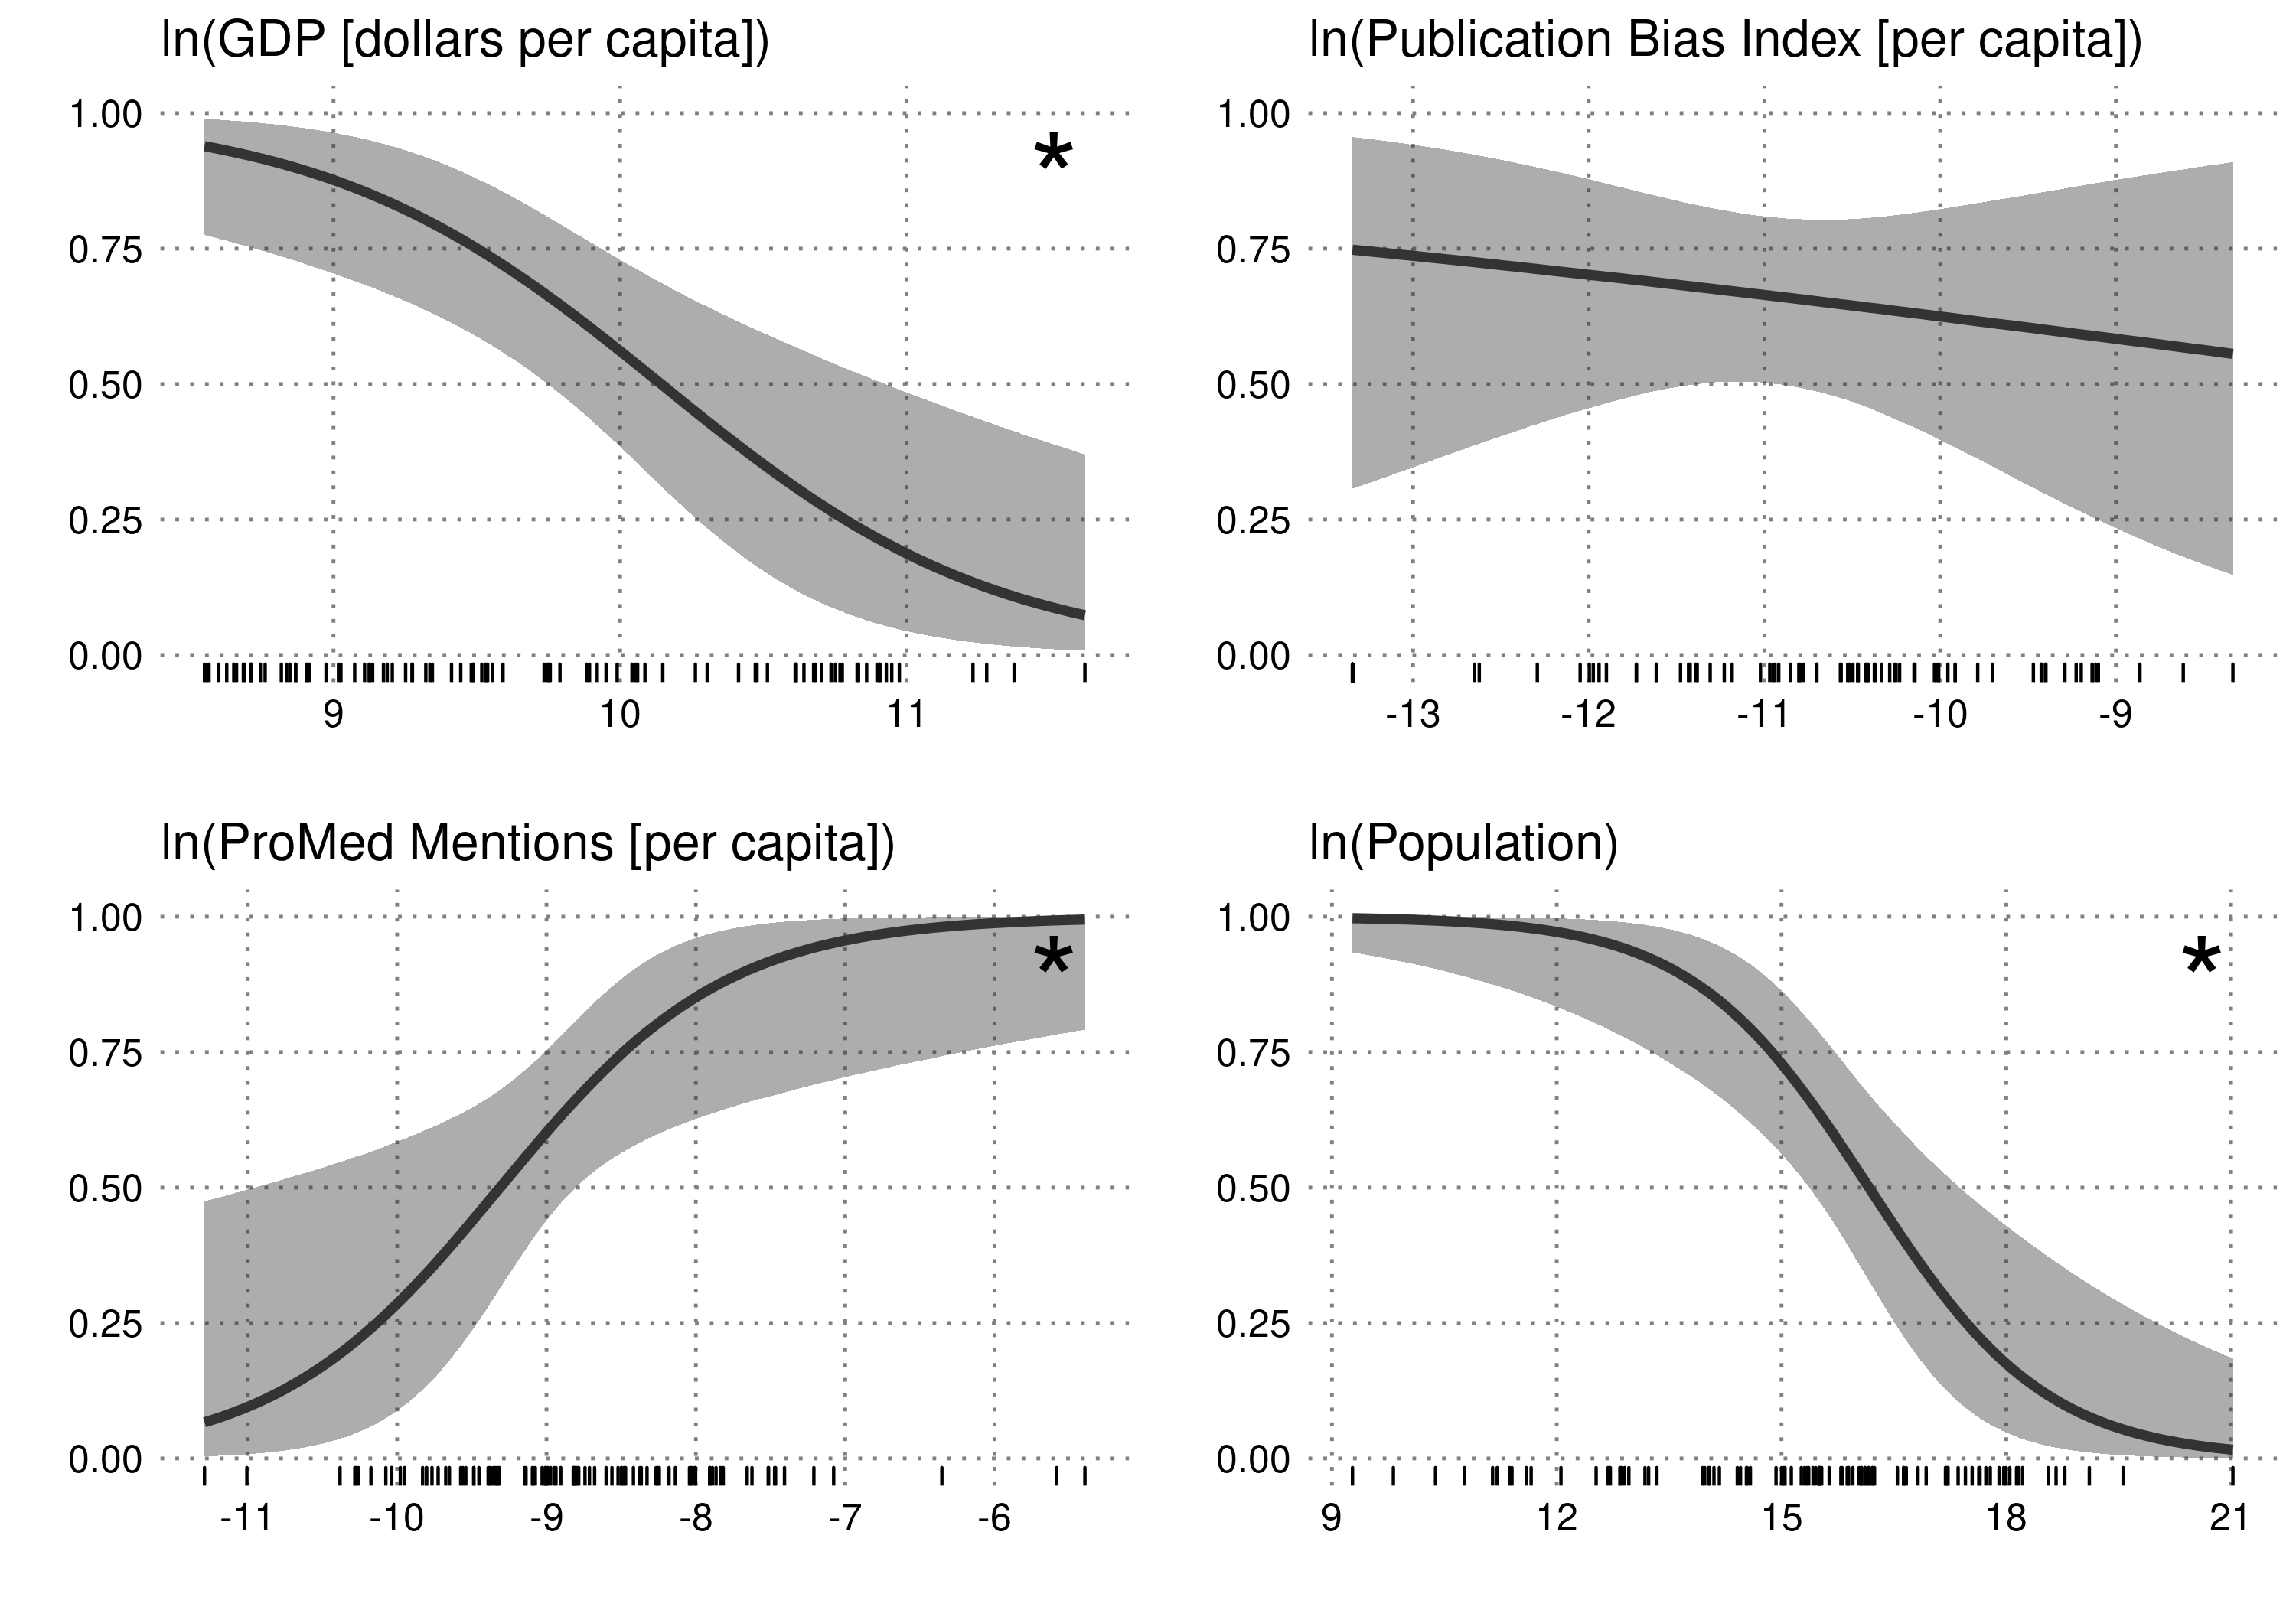 ln(GDP [dollars per capita])
1.00
0.75
0.50
0.25
0.00
*
9 10 11
ln(Publication Bias Index [per capita])
1.00
0.75
0.50
0.25
0.00
-13 -12 -11 -10 -9
ln(ProMed Mentions [per capita])
1.00
0.75
0.50
0.25
0.00
*
-11 -10 -9 -8 -7 -6
ln(Population)
1.00
0.75
0.50
0.25
0.00
*
9 12 15 18 21